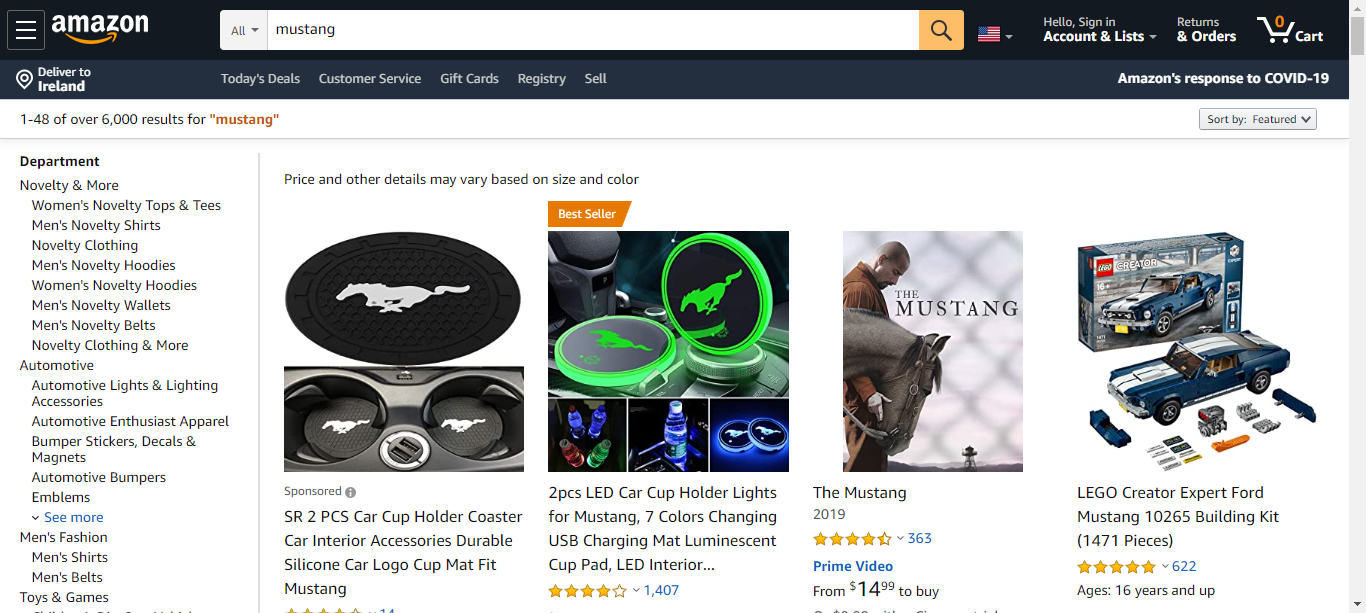 amazon
All
mustang
Hello, Sign in
Account & Lists
Returns
& Orders
0
Cart
Deliver to
Ireland
Today's Deals
Customer Service
Gift Cards
Registry
Sell
Amazon's response to COVID-19
1-48 of over 6,000 results for "mustang"
Sort by: Featured
Department
Novelty & More
Women's Novelty Tops & Tees
Men's Novelty Shirts
Novelty Clothing
Men's Novelty Hoodies
Women's Novelty Hoodies
Men's Novelty Wallets
Men's Novelty Belts
Novelty Clothing & More
Automotive
Automotive Lights & Lighting
Accessories
Automotive Enthusiast Apparel
Bumper Stickers, Decals &
Magnets
Automotive Bumpers
Emblems
See more
Men's Fashion
Men's Shirts
Men's Belts
Toys & Games
Price and other details may vary based on size and color
Sponsored
SR 2 PCS Car Cup Holder Coaster
Car Interior Accessories Durable
Silicone Car Logo Cup Mat Fit
Mustang
Best Seller
2pcs LED Car Cup Holder Lights
for Mustang, 7 Colors Changing
USB Charging Mat Luminescent
Cup Pad, LED Interior...
1,407
THE
MUSTANG
The Mustang
2019
363
Prime Video
From $14.99 to buy
LEGO CREATOR
16+
LEGO Creator Expert Ford
Mustang 10265 Building Kit
(1471 Pieces)
622
Ages: 16 years and up